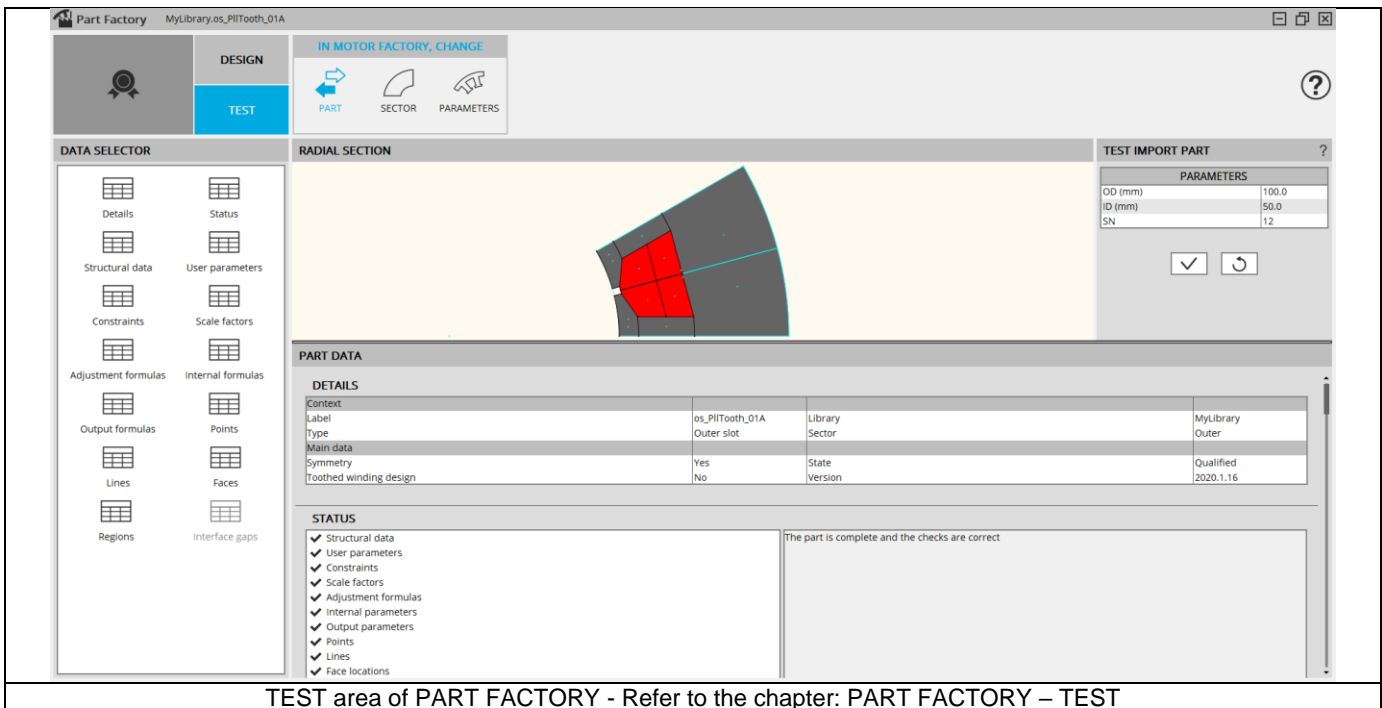 Part Factory MyLibrary.os_PllTooth_01A
DESIGN
TEST
IN MOTOR FACTORY, CHANGE
PART SECTOR PARAMETERS
?
DATA SELECTOR
Details Status
Structural data User parameters
Constraints Scale factors
Adjustment formulas Internal formulas
Output formulas Points
Lines Faces
Regions Interface gaps
RADIAL SECTION
TEST IMPORT PART ?
PARAMETERS
OD (mm) 100.0
ID (mm) 50.0
SN 12
PART DATA
DETAILS
Context
Label os_PllTooth_01A Library MyLibrary
Type Outer slot Sector Outer
Main data
Symmetry Yes State Qualified
Toothed winding design No Version 2020.1.16
STATUS
Structural data
User parameters
Constraints
Scale factors
Adjustment formulas
Internal parameters
Output parameters
Points
Lines
Face locations
The part is complete and the checks are correct
TEST area of PART FACTORY - Refer to the chapter: PART FACTORY – TEST